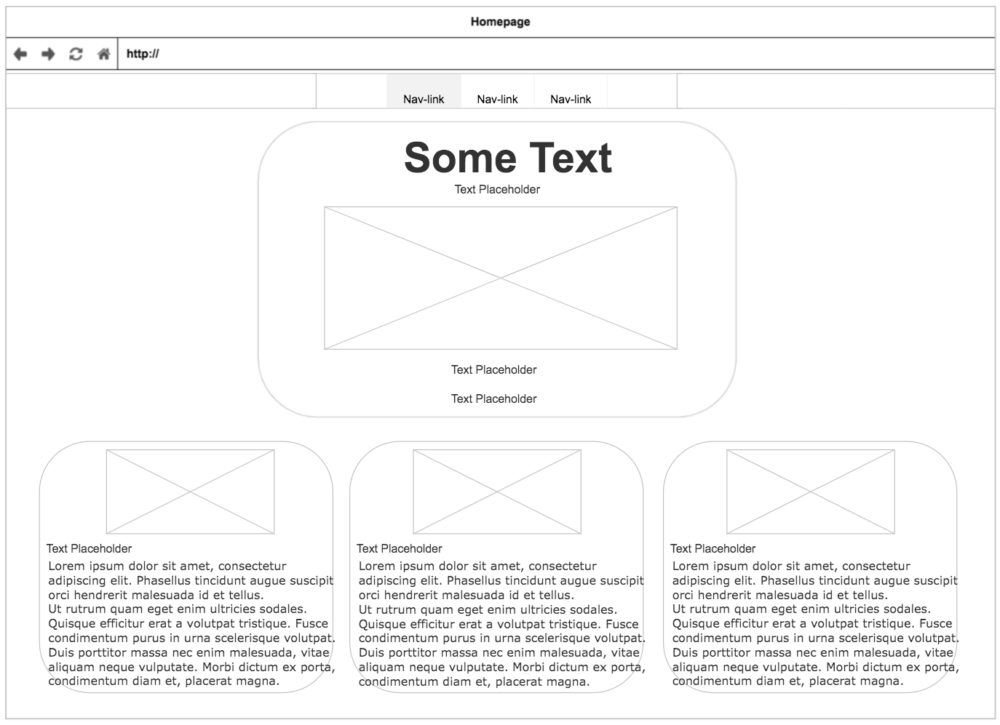 Homepage
http://
Nav-link Nav-link Nav-link
Some Text
Text Placeholder
Text Placeholder
Text Placeholder
Text Placeholder
Lorem ipsum dolor sit amet, consectetur
adipiscing elit. Phasellus tincidunt augue suscipit
orci hendrerit malesuada id et tellus.
Ut rutrum quam eget enim ultricies sodales.
Quisque efficitur erat a volutpat tristique. Fusce
condimentum purus in urna scelerisque volutpat.
Duis porttitor massa nec enim malesuada, vitae
aliquam neque vulputate. Morbi dictum ex porta,
condimentum diam et, placerat magna.
Text Placeholder
Lorem ipsum dolor sit amet, consectetur
adipiscing elit. Phasellus tincidunt augue suscipit
orci hendrerit malesuada id et tellus.
Ut rutrum quam eget enim ultricies sodales.
Quisque efficitur erat a volutpat tristique. Fusce
condimentum purus in urna scelerisque volutpat.
Duis porttitor massa nec enim malesuada, vitae
aliquam neque vulputate. Morbi dictum ex porta,
condimentum diam et, placerat magna.
Text Placeholder
Lorem ipsum dolor sit amet, consectetur
adipiscing elit. Phasellus tincidunt augue suscipit
orci hendrerit malesuada id et tellus.
Ut rutrum quam eget enim ultricies sodales.
Quisque efficitur erat a volutpat tristique. Fusce
condimentum purus in urna scelerisque volutpat.
Duis porttitor massa nec enim malesuada, vitae
aliquam neque vulputate. Morbi dictum ex porta,
condimentum diam et, placerat magna.